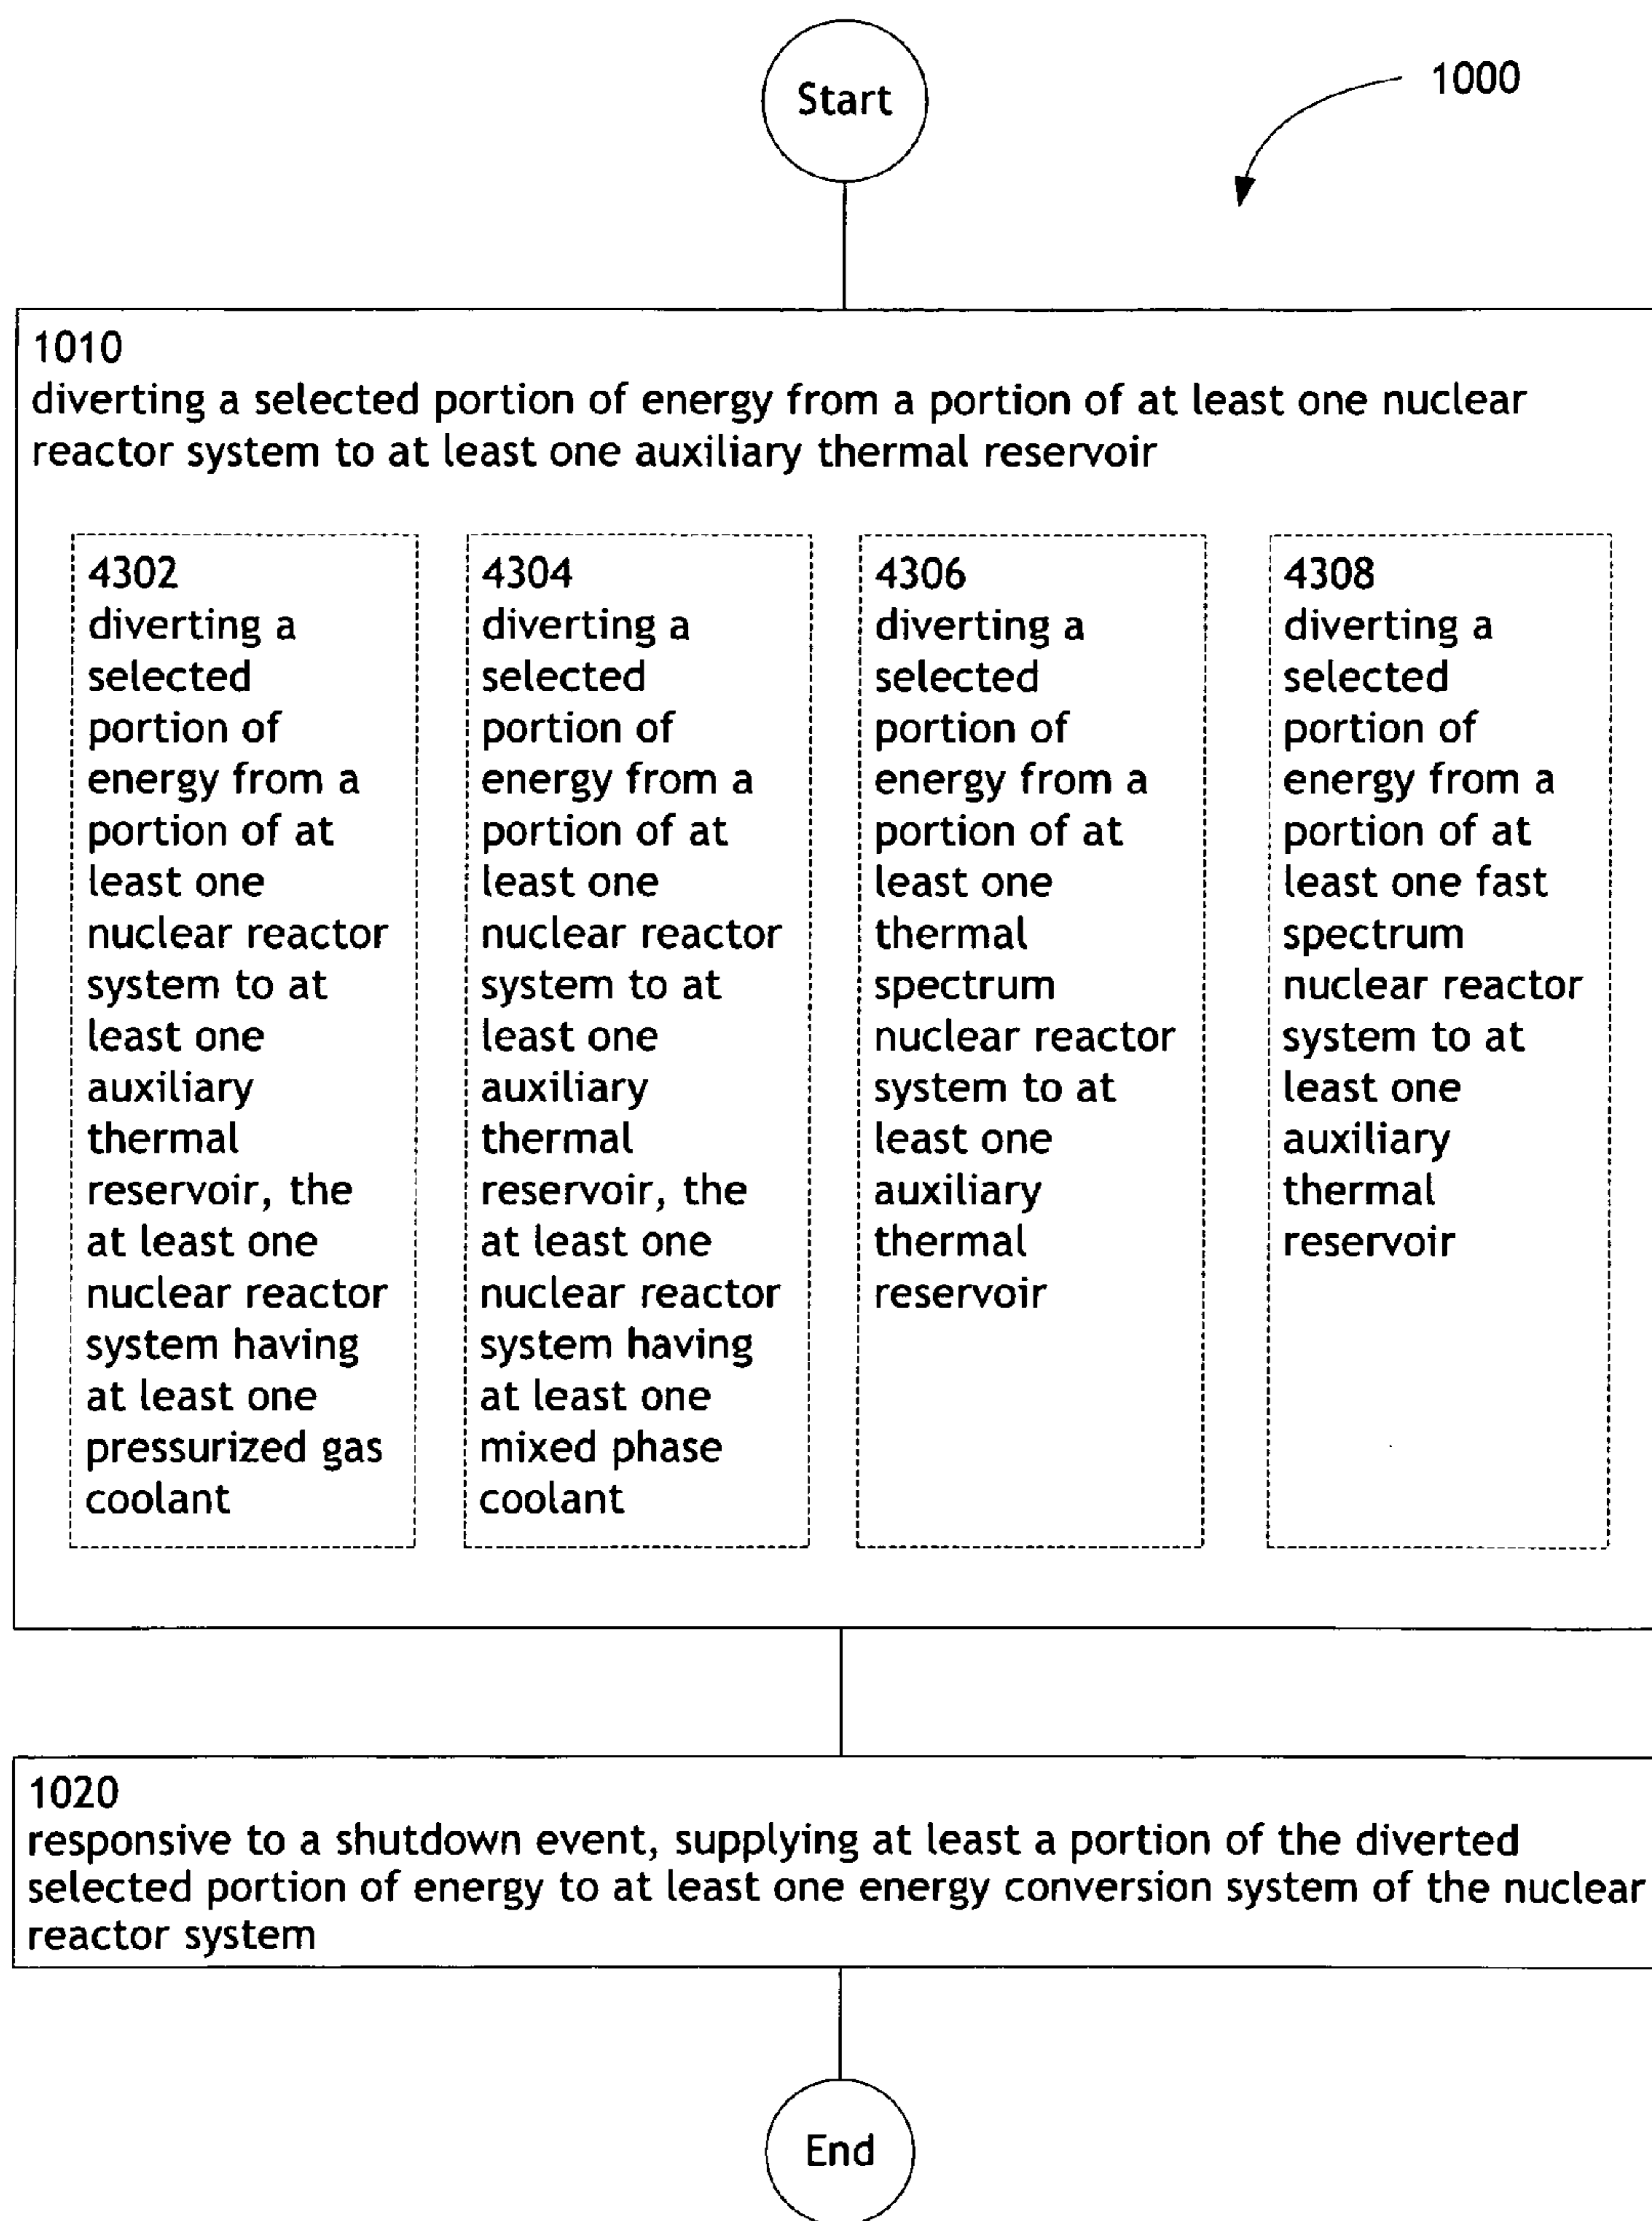 Start
1000
1010
diverting a selected portion of energy from a portion of at least one nuclear
reactor system to at least one auxiliary thermal reservoir
4302
diverting a
selected
portion of
energy from a
portion of at
least one
nuclear reactor
system to at
least one
auxiliary
thermal
reservoir, the
at least one
nuclear reactor
system having
at least one
pressurized gas
coolant
4304
diverting a
selected
portion of
energy from a
portion of at
least one
nuclear reactor
system to at
least one
auxiliary
thermal
reservoir, the
at least one
nuclear reactor
system having
at least one
mixed phase
coolant
4306
diverting a
selected
portion of
energy from a
portion of at
least one
thermal
spectrum
nuclear reactor
system to at
least one
auxiliary
thermal
reservoir
4308
diverting a
selected
portion of
energy from a
portion of at
least one fast
spectrum
nuclear reactor
system to at
least one
auxiliary
thermal
reservoir
1020
responsive to a shutdown event, supplying at least a portion of the diverted
selected portion of energy to at least one energy conversion system of the nuclear
reactor system
End